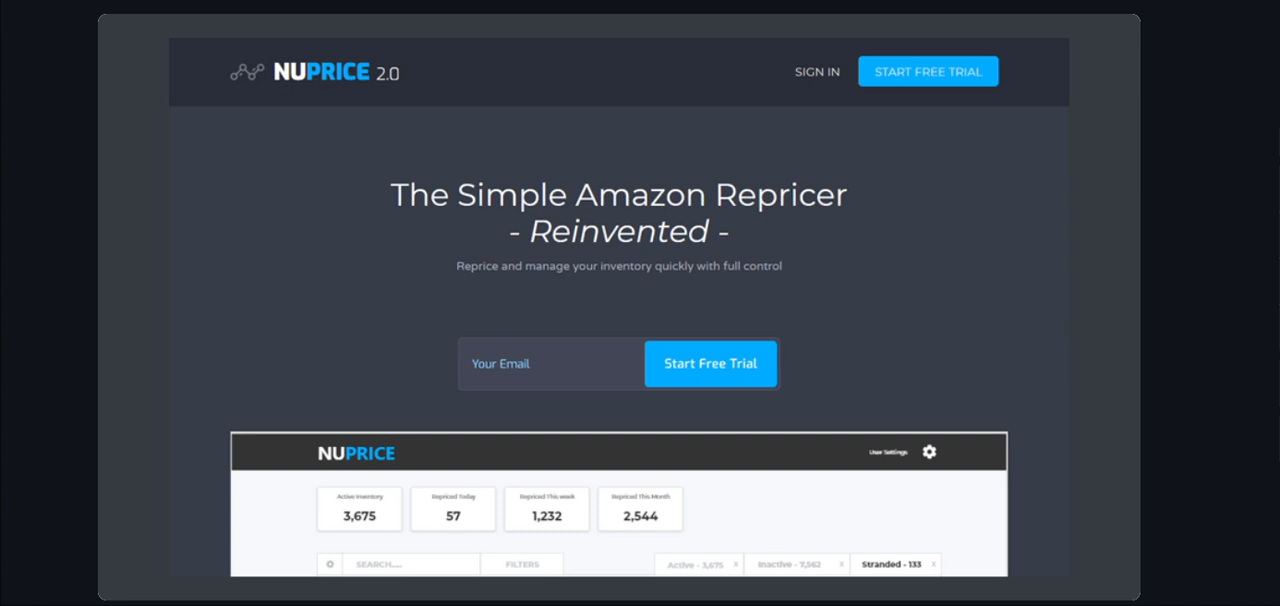 NUPRICE 2.0
SIGN IN
START FREE TRIAL
The Simple Amazon Repricer
- Reinvented -
Reprice and manage your inventory quickly with full control
Your Email
Start Free Trial
NUPRICE
User Settings
Active Inventory
3,675
Repriced Today
57
Repriced This week
1,232
Repriced This Month
2,544
SEARCH....
FILTERS
Active - 3,675 x
Inactive - 7,562 x
Stranded - 133 x